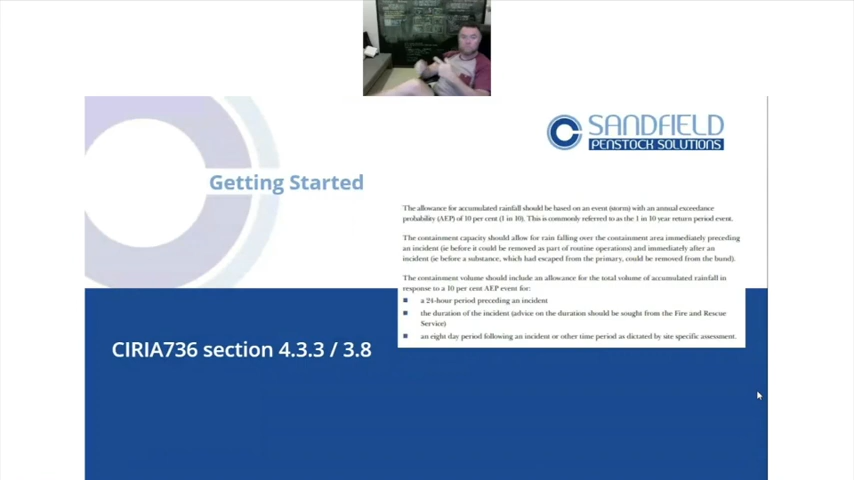 SANDFIELD
PENSTOCK SOLUTIONS
Getting Started
The allowance for accumulated rainfall should be based on an event (storm) with an annual exceedance
probability (AEP) of 10 per cent (1 in 10). This is commonly referred to as the 1 in 10 year return period event.
The containment capacity should allow for rain falling over the containment area immediately preceding
an incident (ie before it could be removed as part of routine operations) and immediately after an
incident (ie before a substance, which had escaped from the primary, could be removed from the bund).
The containment volume should include an allowance for the total volume of accumulated rainfall in
response to a 10 per cent AEP event for:
a 24-hour period preceding an incident
the duration of the incident (advice on the duration should be sought from the Fire and Rescue
Service)
an eight day period following an incident or other time period as dictated by site specific assessment.
CIRIA736 section 4.3.3 / 3.8